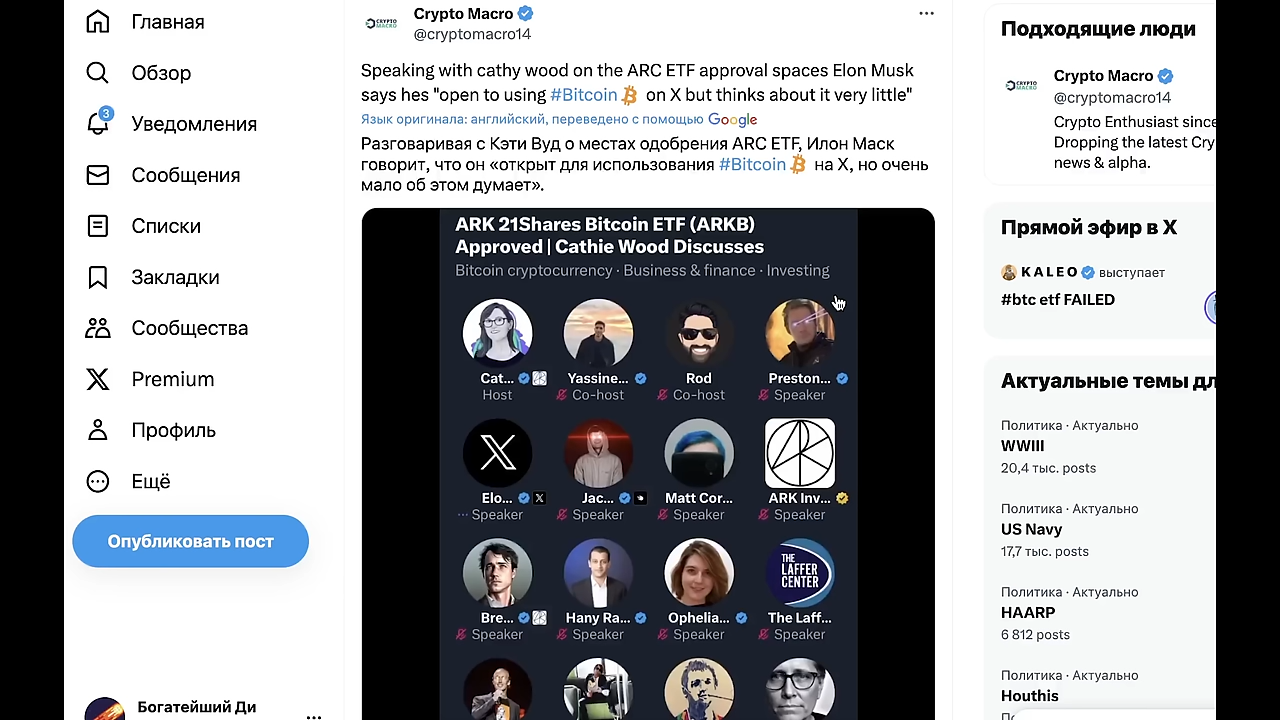 Главная
Обзор
3
Уведомления
Сообщения
Списки
Закладки
Сообщества
Premium
Профиль
Ещё
Опубликовать пост
Богатейший Ди
CRYPTO MACRO
Crypto Macro
@cryptomacro14
Speaking with cathy wood on the ARC ETF approval spaces Elon Musk
says hes "open to using #Bitcoin on X but thinks about it very little"
Язык оригинала: английский, переведено с помощью Google
Разговаривая с Кэти Вуд о местах одобрения ARC ETF, Илон Маск
говорит, что он «открыт для использования #Bitcoin на X, но очень
мало об этом думает».
ARK 21Shares Bitcoin ETF (ARKB)
Approved | Cathie Wood Discusses
Bitcoin cryptocurrency · Business & finance · Investing
Cat... Yassine... Rod Preston...
Host Co-host Co-host Speaker
Elo... Jac... Matt Cor... ARK Inv...
Speaker Speaker Speaker Speaker
THE LAFFER CENTER
Bre... Hany Ra... Ophelia... The Laff...
Speaker Speaker Speaker Speaker
Подходящие люди
CRYPTO MACRO
Crypto Macro
@cryptomacro14
Crypto Enthusiast since
Dropping the latest Cry
news & alpha.
Прямой эфир в X
KALEO выступает
#btc etf FAILED
Актуальные темы дл
Политика · Актуально
WWIII
20,4 тыс. posts
Политика · Актуально
US Navy
17,7 тыс. posts
Политика · Актуально
HAARP
6 812 posts
Политика · Актуально
Houthis